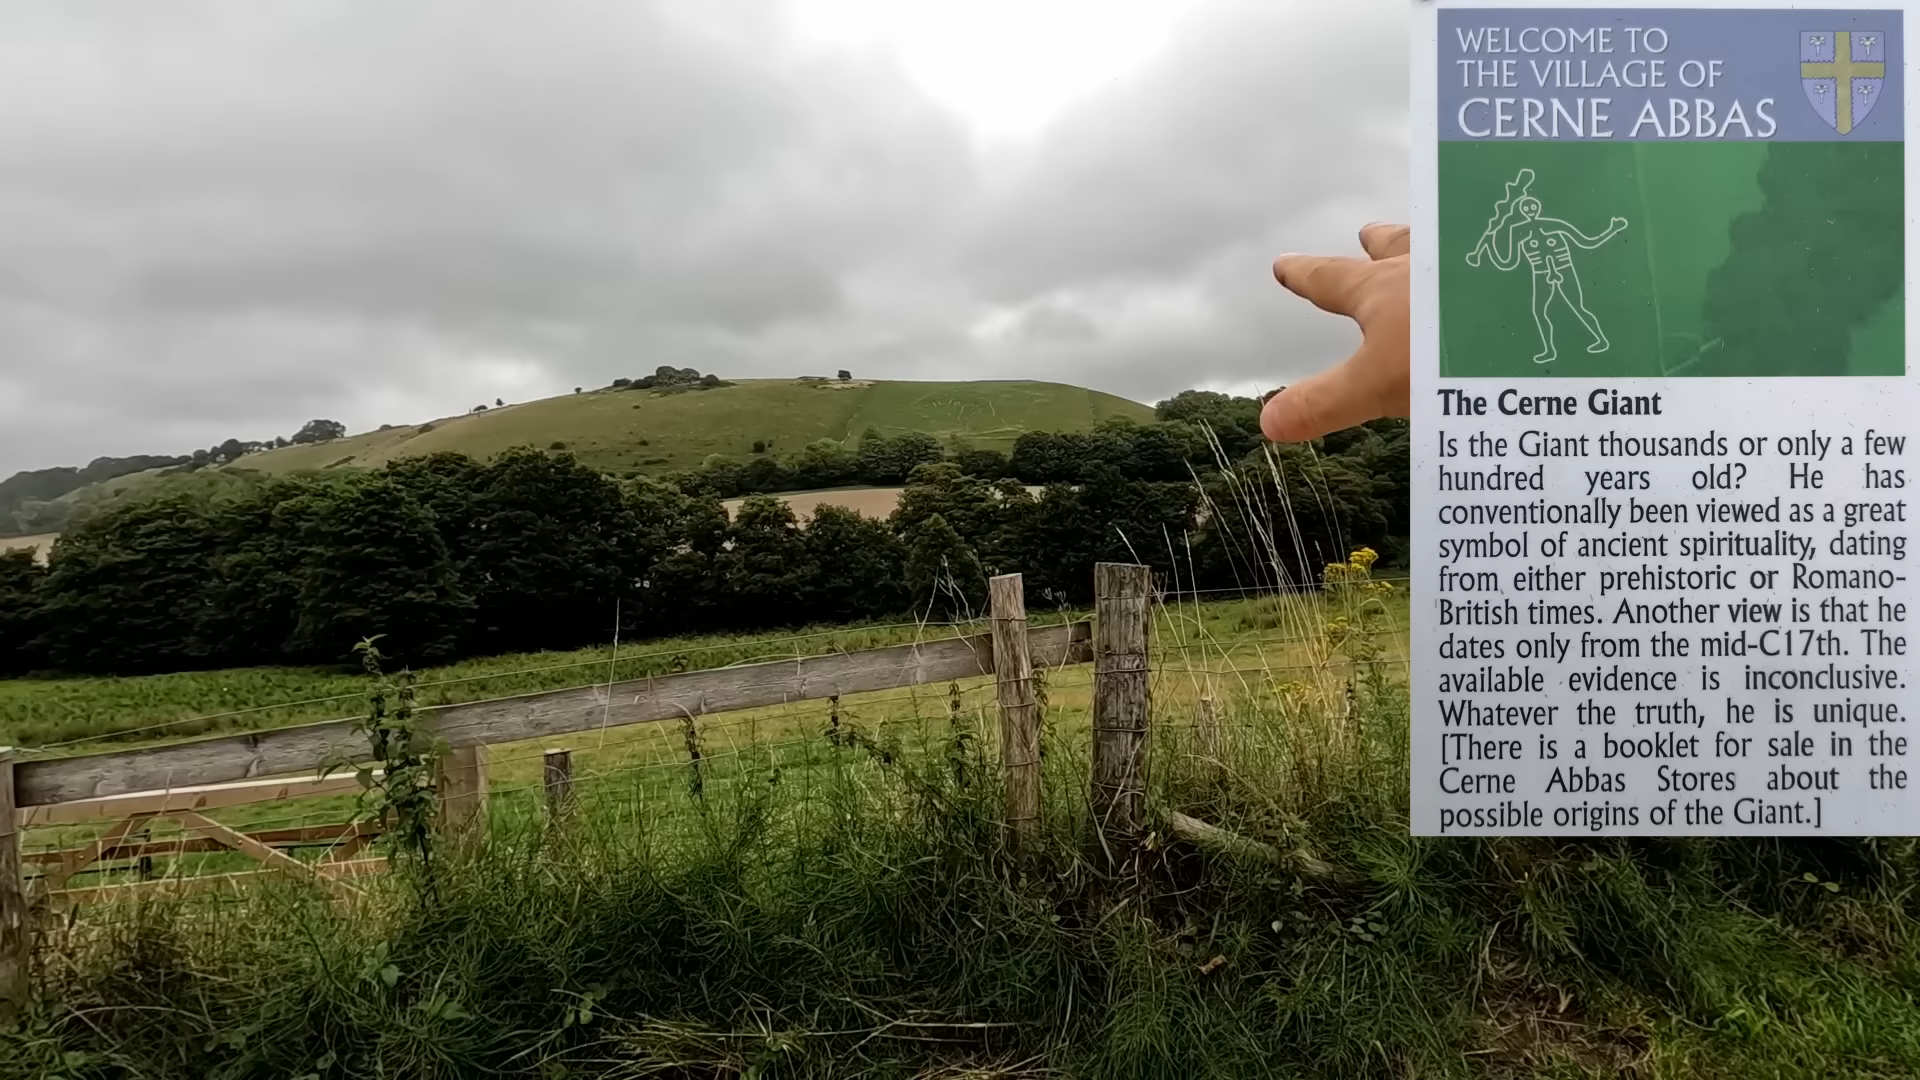 WELCOME TO
THE VILLAGE OF
CERNE ABBAS
The Cerne Giant
Is the Giant thousands or only a few
hundred years old? He has
conventionally been viewed as a great
symbol of ancient spirituality, dating
from either prehistoric or Romano-
British times. Another view is that he
dates only from the mid-C17th. The
available evidence is inconclusive.
Whatever the truth, he is unique.
[There is a booklet for sale in the
Cerne Abbas Stores about the
possible origins of the Giant.]